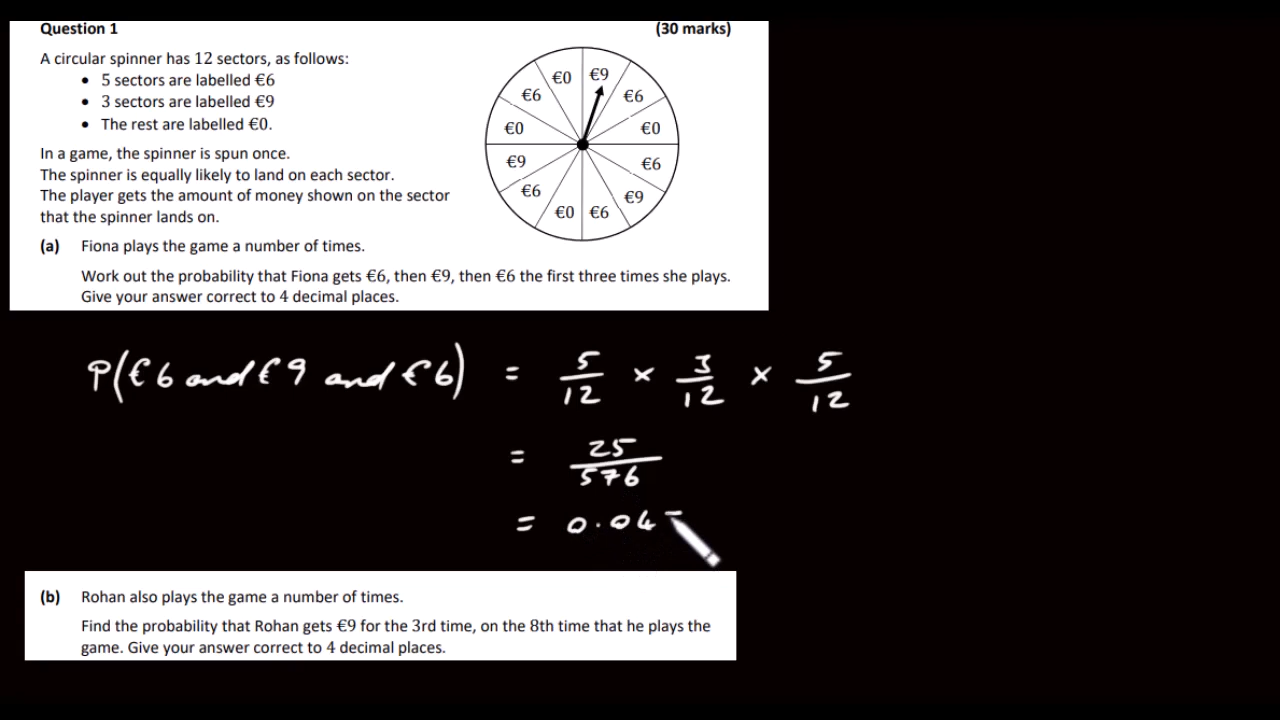 Question 1 (30 marks)
A circular spinner has 12 sectors, as follows:
• 5 sectors are labelled €6
• 3 sectors are labelled €9
• The rest are labelled €0.
In a game, the spinner is spun once.
The spinner is equally likely to land on each sector.
The player gets the amount of money shown on the sector
that the spinner lands on.
€0 €9
€6 €6
€0 €0
€9 €6
€6 €9
€0 €6
(a) Fiona plays the game a number of times.
Work out the probability that Fiona gets €6, then €9, then €6 the first three times she plays.
Give your answer correct to 4 decimal places.
P(€6 and €9 and €6) = 5/12 × 3/12 × 5/12
= 25/576
= 0.04
(b) Rohan also plays the game a number of times.
Find the probability that Rohan gets €9 for the 3rd time, on the 8th time that he plays the
game. Give your answer correct to 4 decimal places.